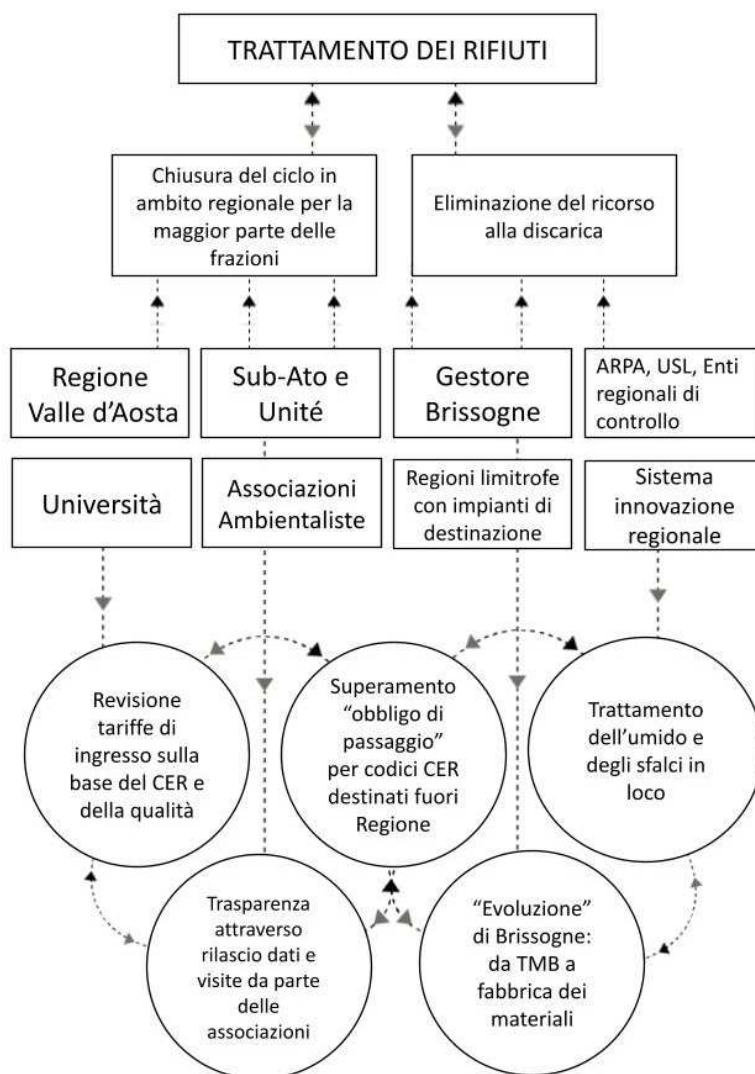 TRATTAMENTO DEI RIFIUTI
Chiusura del ciclo in
ambito regionale per la
maggior parte delle
frazioni
Eliminazione del ricorso
alla discarica
Regione
Valle d’Aosta
Sub-Ato e
Unité
Gestore
Brissogne
ARPA, USL, Enti
regionali di
controllo
Università
Associazioni
Ambientaliste
Regioni limitrofe
con impianti di
destinazione
Sistema
innovazione
regionale
Revisione
tariffe di
ingresso sulla
base del CER e
della qualità
Superamento
“obbligo di
passaggio”
per codici CER
destinati fuori
Regione
Trattamento
dell’umido e
degli sfalci in
loco
Trasparenza
attraverso
rilascio dati e
visite da parte
delle
associazioni
“Evoluzione”
di Brissogne:
da TMB a
fabbrica dei
materiali